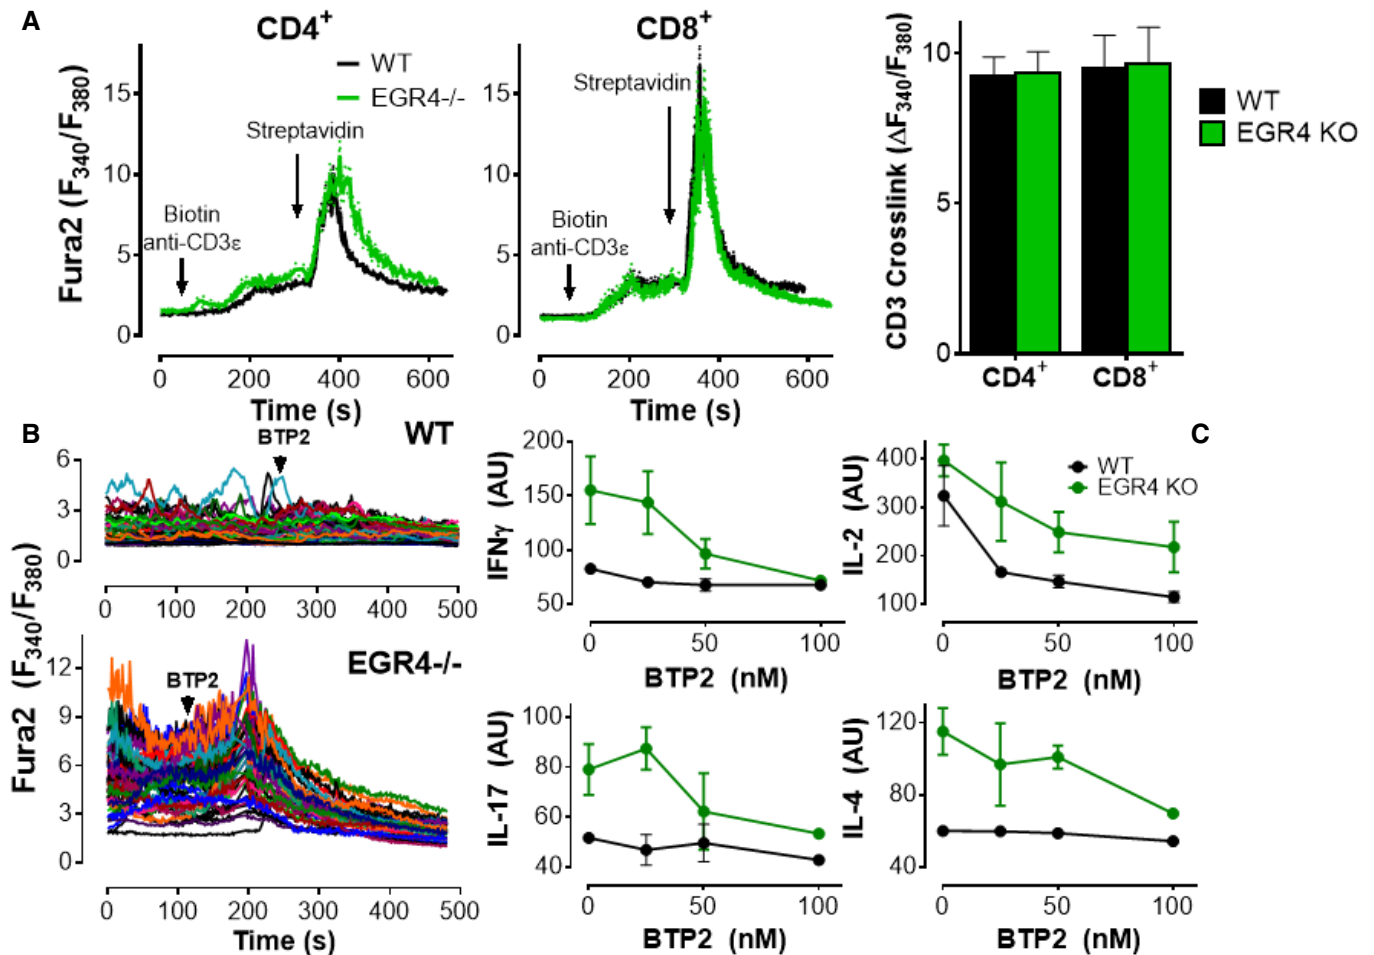 A
CD4+
WT
EGR4-/-
Streptavidin
Biotin
anti-CD3ε
Fura2 (F340/F380)
15
10
5
0
0 200 400 600
Time (s)
CD8+
Streptavidin
Biotin
anti-CD3ε
15
10
5
0
0 200 400 600
Time (s)
CD3 Crosslink (ΔF340/F380)
10
5
0
CD4+ CD8+
WT
EGR4 KO
B
WT
BTP2
6
3
0
0 100 200 300 400 500
Fura2 (F340/F380)
EGR4-/-
BTP2
12
9
6
3
0
0 100 200 300 400 500
Time (s)
C
IFNγ (AU)
200
150
100
50
0 50 100
BTP2 (nM)
IL-2 (AU)
400
300
200
100
WT
EGR4 KO
0 50 100
BTP2 (nM)
IL-17 (AU)
100
80
60
40
0 50 100
BTP2 (nM)
IL-4 (AU)
120
80
40
0 50 100
BTP2 (nM)